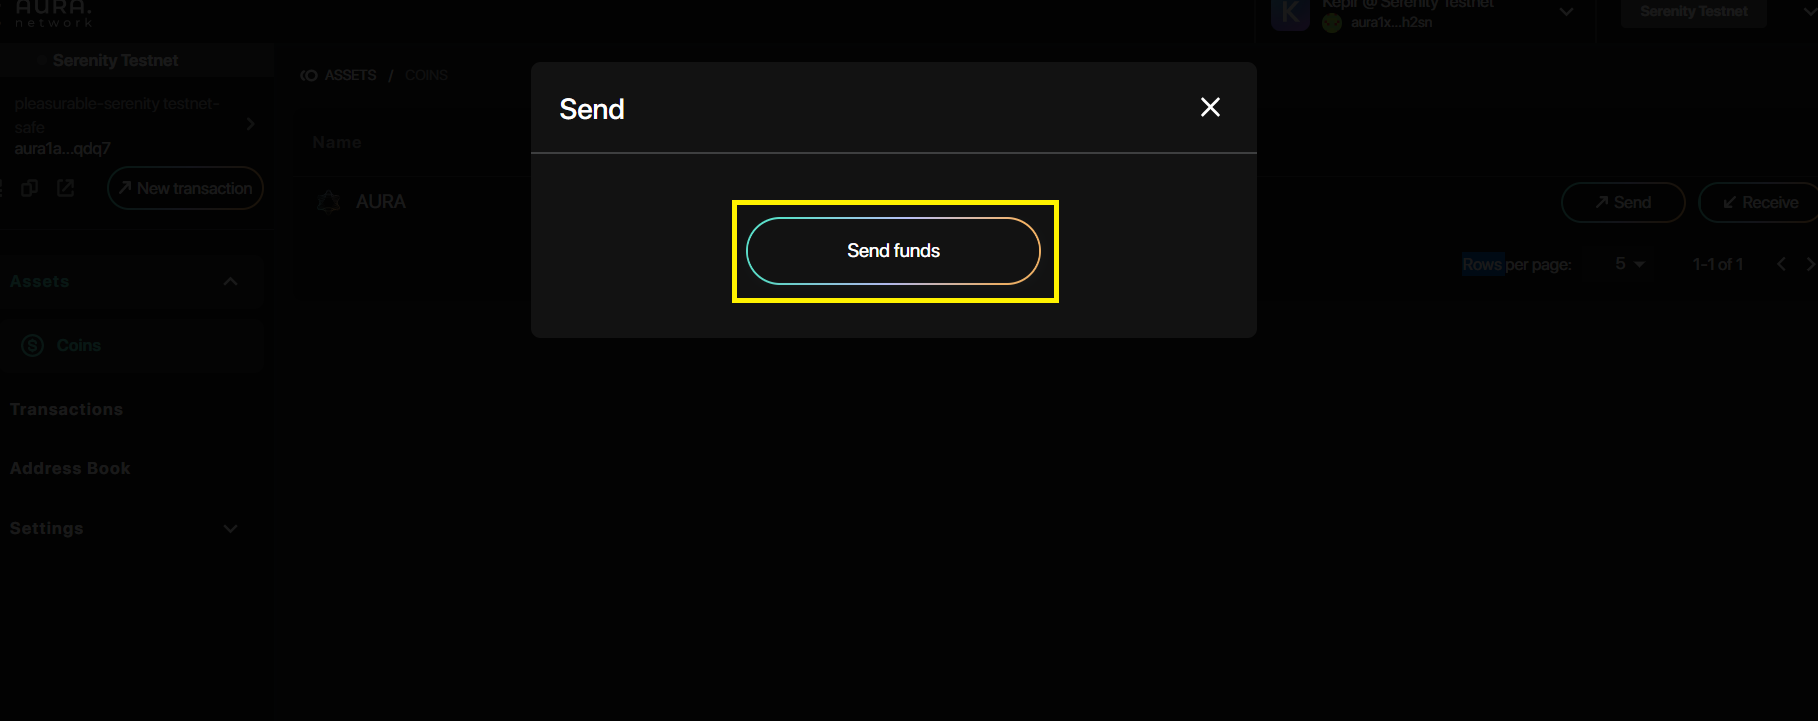 AURA.
network
Keplr @ Serenity Testnet
aura1x...h2sn
Serenity Testnet
Serenity Testnet
pleasurable-serenity testnet-
safe
aura1a...qdq7
New transaction
Assets
Coins
Transactions
Address Book
Settings
ASSETS / COINS
Name
AURA
Send
Receive
Rows per page:
5
1-1 of 1
Send
Send funds